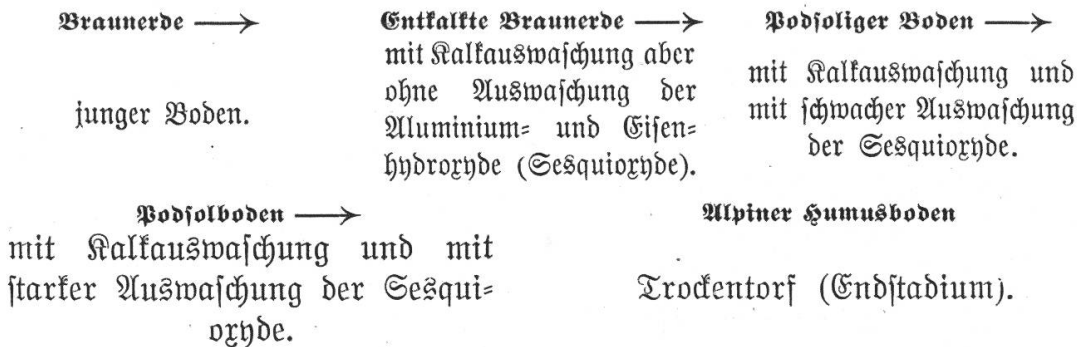 Braunerde →
junger Boden.
Entkalkte Braunerde →
mit Kalkauswaschung aber
ohne Auswaschung der
Aluminium- und Eisen-
hydroxyde (Sesquioxyde).
Podsoliger Boden →
mit Kalkauswaschung und
mit schwacher Auswaschung
der Sesquioxyde.
Podsolboden →
mit Kalkauswaschung und mit
starker Auswaschung der Sesqui-
oxyde.
Alpiner Humusboden
Trockentorf (Endstadium).